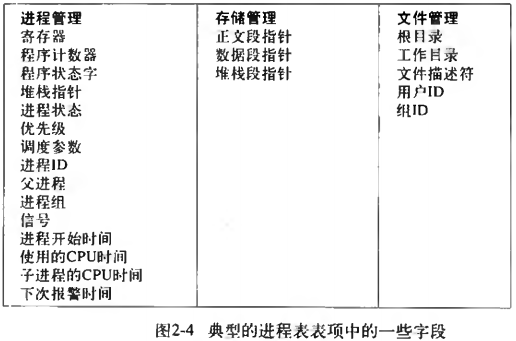 进程管理
寄存器
程序计数器
程序状态字
堆栈指针
进程状态
优先级
调度参数
进程ID
父进程
进程组
信号
进程开始时间
使用的CPU时间
子进程的CPU时间
下次报警时间
存储管理
正文段指针
数据段指针
堆栈段指针
文件管理
根目录
工作目录
文件描述符
用户ID
组ID
图2-4 典型的进程表表项中的一些字段